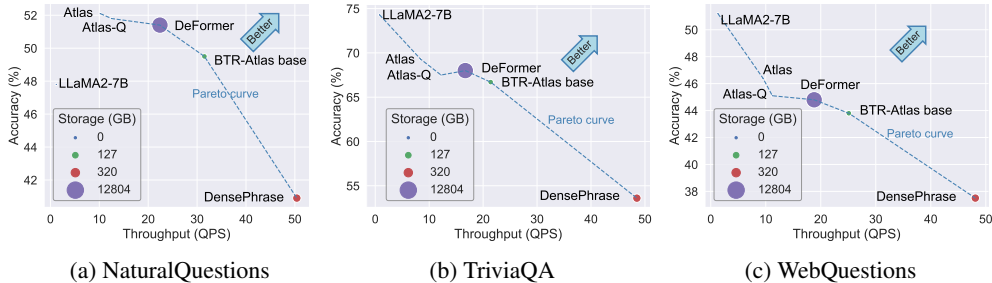 52
50
48
46
44
42
Accuracy (%)
0
10
20
30
40
50
Throughput (QPS)
Atlas
Atlas-Q
DeFormer
Better
BTR-Atlas base
LLaMA2-7B
Pareto curve
DensePhrase
Storage (GB)
0
127
320
12804
(a) NaturalQuestions
75
70
65
60
55
Accuracy (%)
0
10
20
30
40
50
Throughput (QPS)
LLaMA2-7B
Better
Atlas
Atlas-Q
DeFormer
BTR-Atlas base
Pareto curve
DensePhrase
Storage (GB)
0
127
320
12804
(b) TriviaQA
50
48
46
44
42
40
38
36
Accuracy (%)
0
10
20
30
40
50
Throughput (QPS)
LLaMA2-7B
Better
Atlas
Atlas-Q
DeFormer
BTR-Atlas base
Pareto curve
DensePhrase
Storage (GB)
0
127
320
12804
(c) WebQuestions